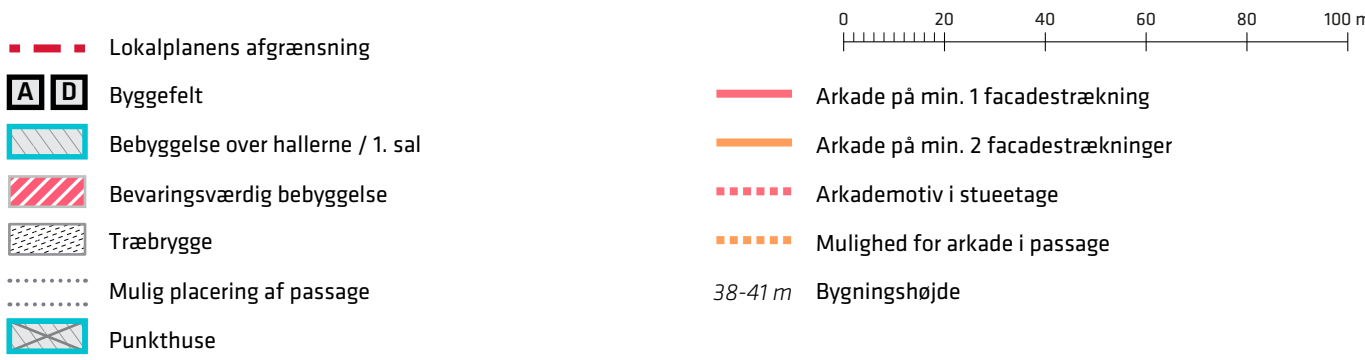 0 20 40 60 80 100 m
Lokalplanens afgrænsning
A D Byggefelt
Bebyggelse over hallerne / 1. sal
Bevaringsværdig bebyggelse
Træbrygge
Mulig placering af passage
Punkthuse
Arkade på min. 1 facadestrækning
Arkade på min. 2 facadestrækninger
Arkademotiv i stueetage
Mulighed for arkade i passage
38-41 m Bygningshøjde